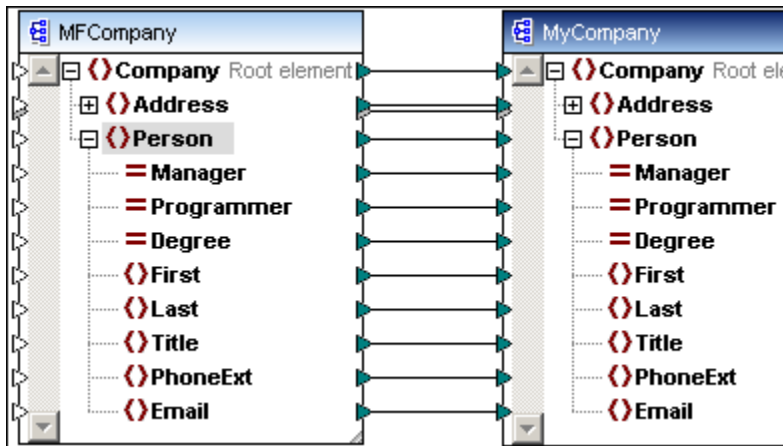 MFCompany
Company Root element
Address
Person
Manager
Programmer
Degree
First
Last
Title
PhoneExt
Email
MyCompany
Company Root ele
Address
Person
Manager
Programmer
Degree
First
Last
Title
PhoneExt
Email